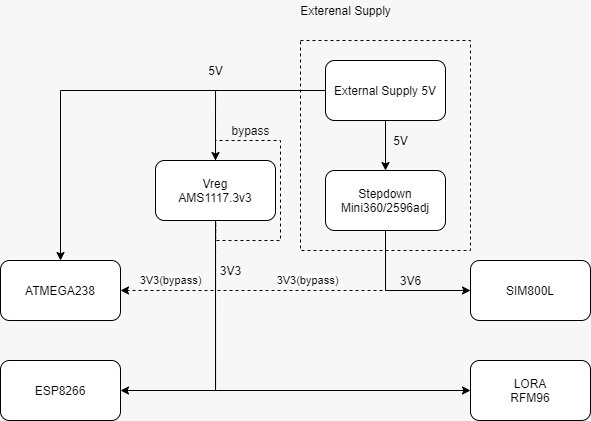 Exterenal Supply
5V
External Supply 5V
bypass
5V
Vreg
AMS1117.3v3
Stepdown
Mini360/2596adj
3V3
3V3(bypass)
3V3(bypass)
3V6
ATMEGA238
SIM800L
ESP8266
LORA
RFM96